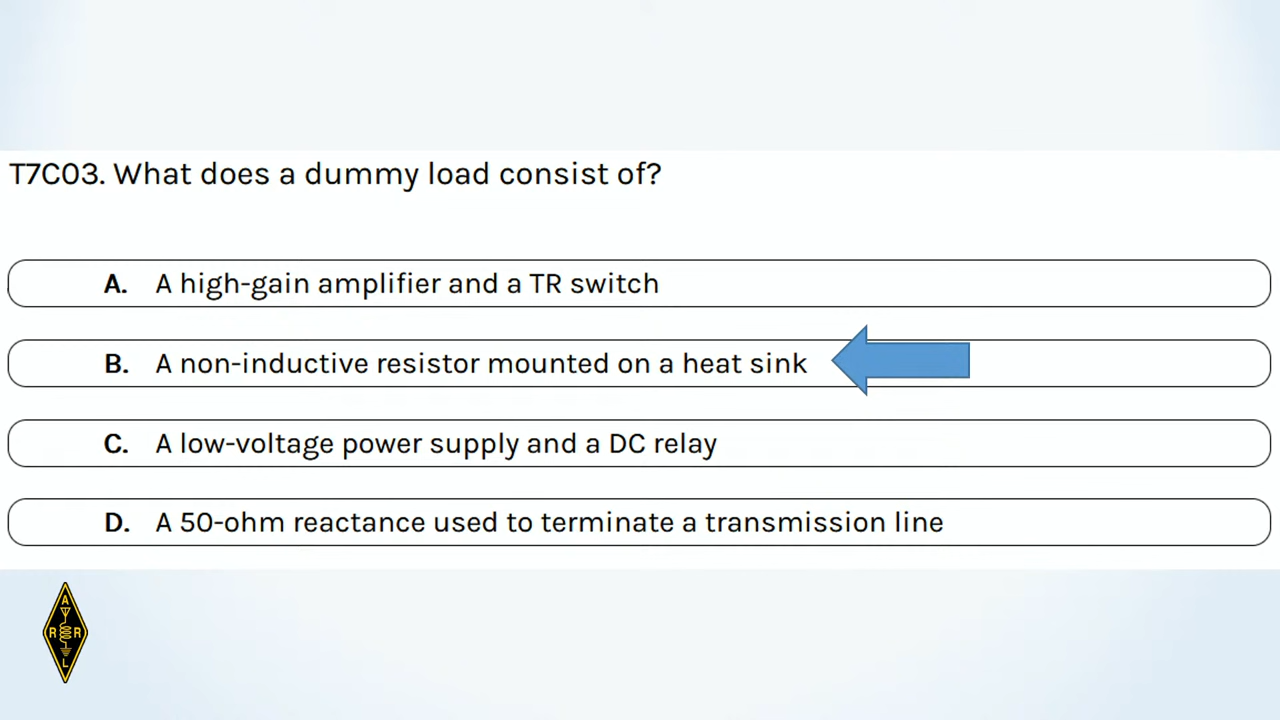 T7C03. What does a dummy load consist of?
A. A high-gain amplifier and a TR switch
B. A non-inductive resistor mounted on a heat sink
C. A low-voltage power supply and a DC relay
D. A 50-ohm reactance used to terminate a transmission line
A
R R
L